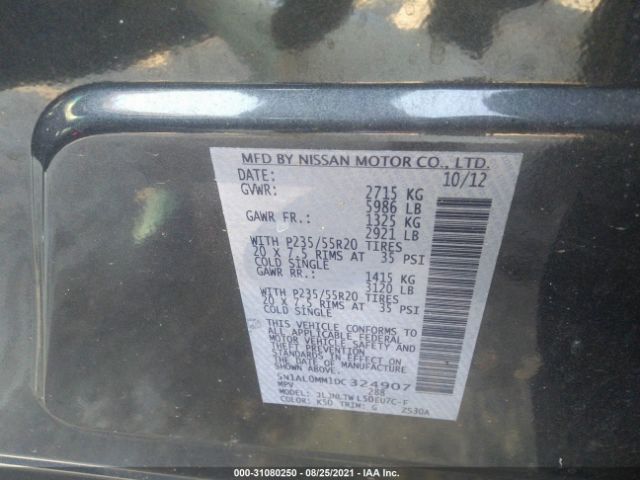 MFD BY NISSAN MOTOR CO., LTD.
DATE: 10/12
GVWR: 2715 KG
5986 LB
GAWR FR.: 1325 KG
2921 LB
WITH P235/55R20 TIRES
20 X 7.5 RIMS AT 35 PSI
COLD SINGLE
GAWR RR.: 1415 KG
3120 LB
WITH P235/55R20 TIRES
20 X 7.5 RIMS AT 35 PSI
COLD SINGLE
THIS VEHICLE CONFORMS TO
ALL APPLICABLE FEDERAL
MOTOR VEHICLE SAFETY AND
THEFT PREVENTION
STANDARDS IN EFFECT ON
THE DATE OF MANUFACTURE
SHOWN ABOVE.
5N1AL0MM1DC324907
MPV 288
MODEL: JLJNLTWL50EU7C-F
COLOR: K50 TRIM: G ZS30A
000-31080250 - 08/25/2021 - IAA Inc.